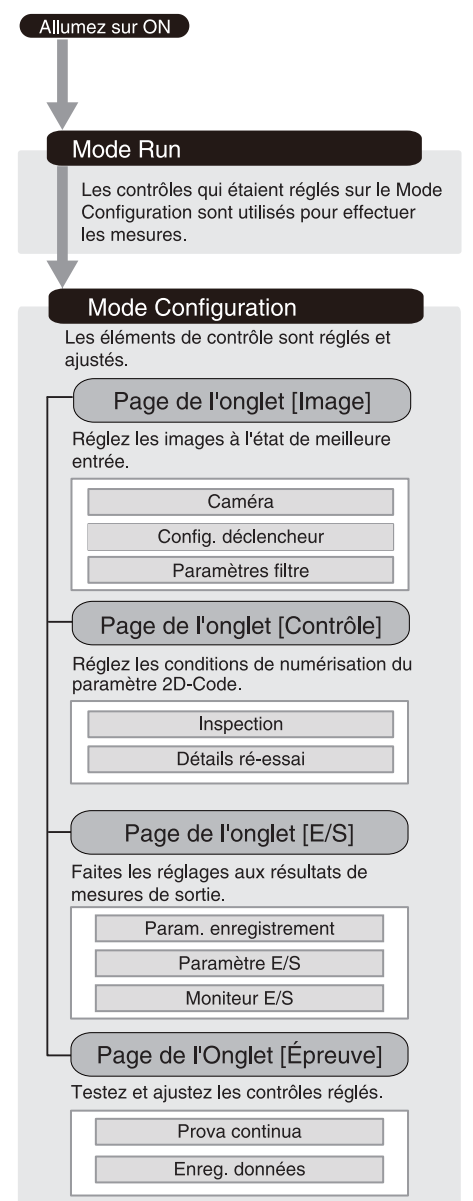 Allumez sur ON
Mode Run
Les contrôles qui étaient réglés sur le Mode
Configuration sont utilisés pour effectuer
les mesures.
Mode Configuration
Les éléments de contrôle sont réglés et
ajustés.
Page de l'onglet [Image]
Réglez les images à l'état de meilleure
entrée.
Caméra
Config. déclencheur
Paramètres filtre
Page de l'onglet [Contrôle]
Réglez les conditions de numérisation du
paramètre 2D-Code.
Inspection
Détails ré-essai
Page de l'onglet [E/S]
Faites les réglages aux résultats de
mesures de sortie.
Param. enregistrement
Paramètre E/S
Moniteur E/S
Page de l'Onglet [Épreuve]
Testez et ajustez les contrôles réglés.
Prova continua
Enreg. données